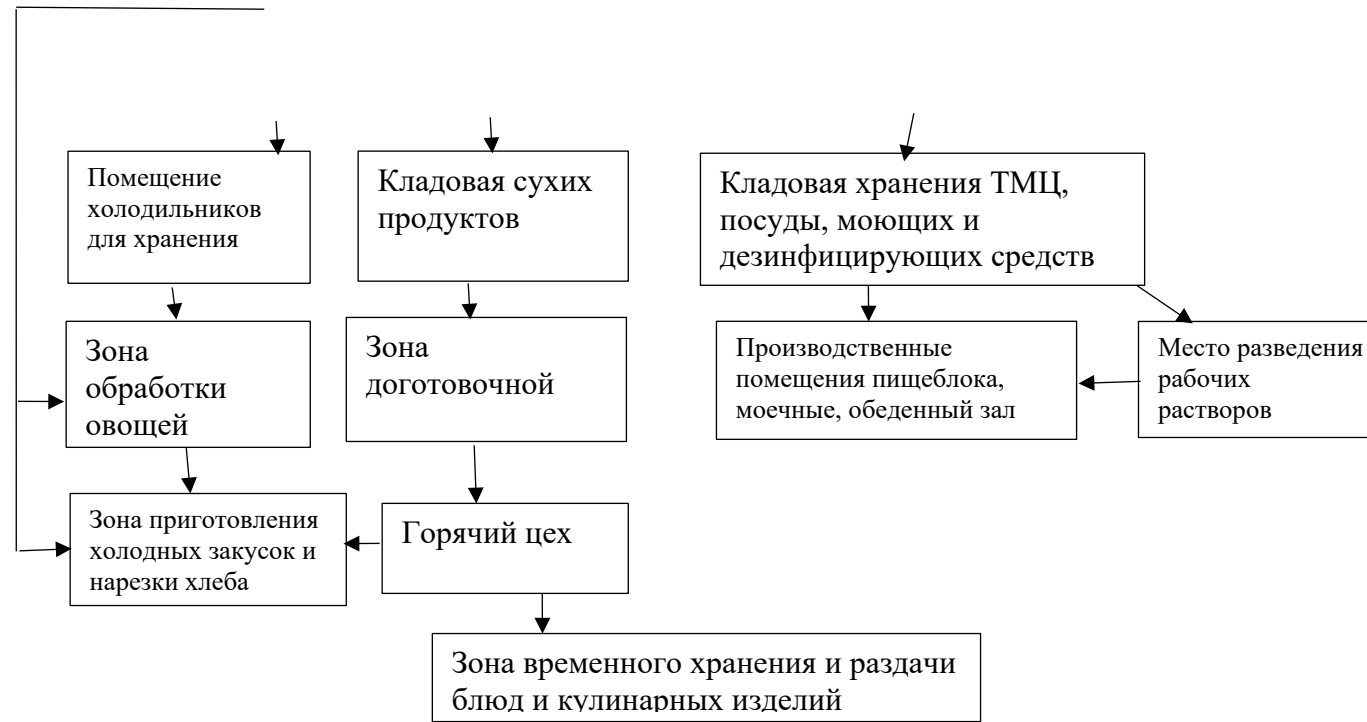 Помещение
холодильников
для хранения
Кладовая сухих
продуктов
Кладовая хранения ТМЦ,
посуды, моющих и
дезинфицирующих средств
Зона
обработки
овощей
Зона
доготовочной
Производственные
помещения пищеблока,
моечные, обеденный зал
Место разведения
рабочих
растворов
Зона приготовления
холодных закусок и
нарезки хлеба
Горячий цех
Зона временного хранения и раздачи
блюд и кулинарных изделий